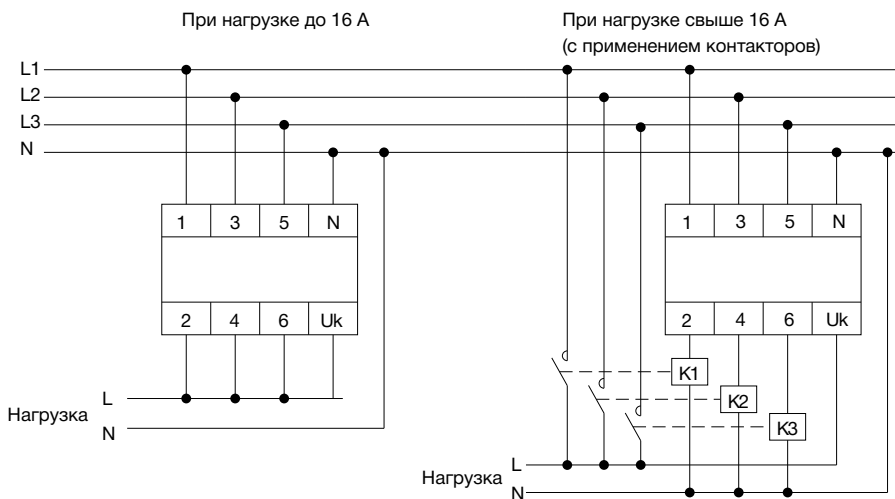 При нагрузке до 16 А
При нагрузке свыше 16 А
(с применением контакторов)
L1
L2
L3
N
1 3 5 N
2 4 6 Uk
L
Нагрузка
N
1 3 5 N
2 4 6 Uk
K1
K2
K3
L
Нагрузка
N